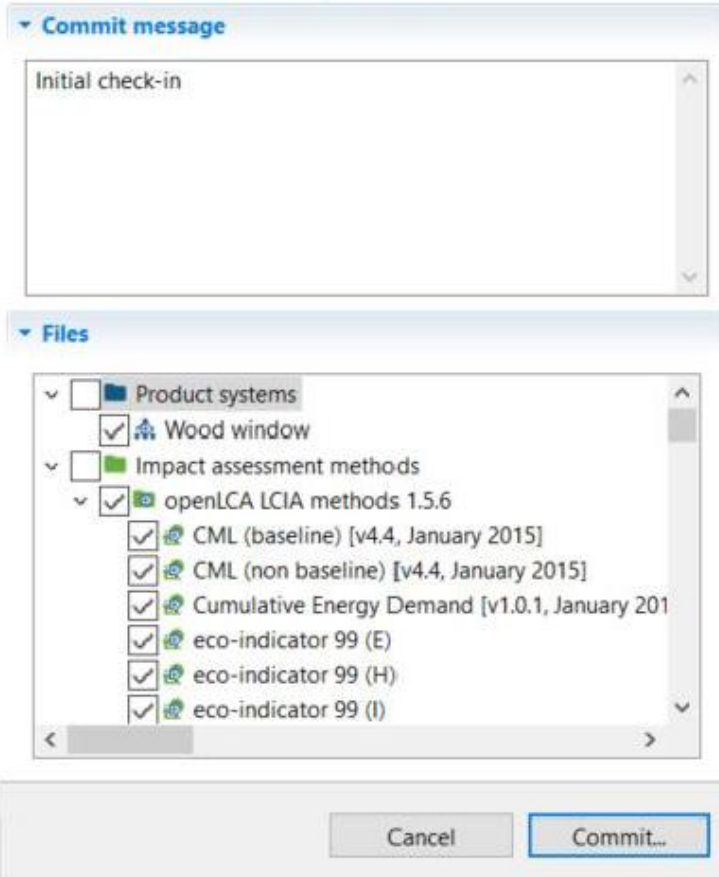 Commit message
Initial check-in
Files
Product systems
Wood window
Impact assessment methods
openLCA LCIA methods 1.5.6
CML (baseline) [v4.4, January 2015]
CML (non baseline) [v4.4, January 2015]
Cumulative Energy Demand [v1.0.1, January 201
eco-indicator 99 (E)
eco-indicator 99 (H)
eco-indicator 99 (I)
Cancel Commit...